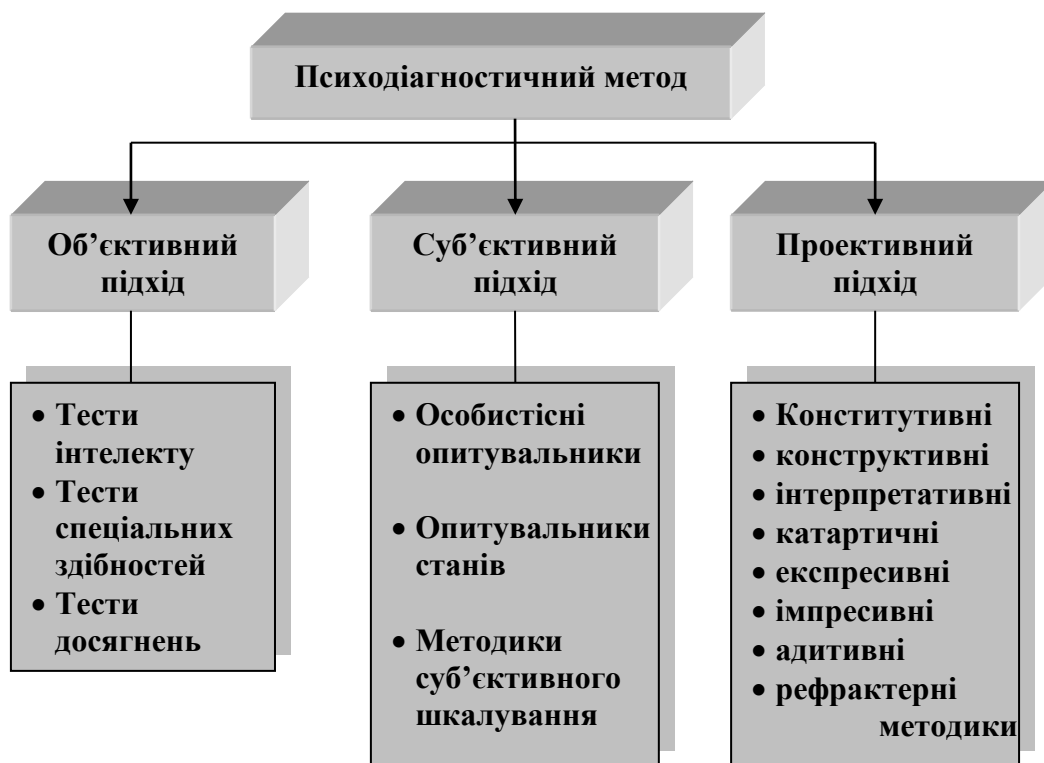 Психодіагностичний метод
Об’єктивний
підхід
Суб’єктивний
підхід
Проективний
підхід
• Тести
інтелекту
• Тести
спеціальних
здібностей
• Тести
досягнень
• Особистісні
опитувальники
• Опитувальники
станів
• Методики
суб’єктивного
шкалування
• Конститутивні
• конструктивні
• інтерпретативні
• катартичні
• експресивні
• імпресивні
• адитивні
• рефрактерні
методики